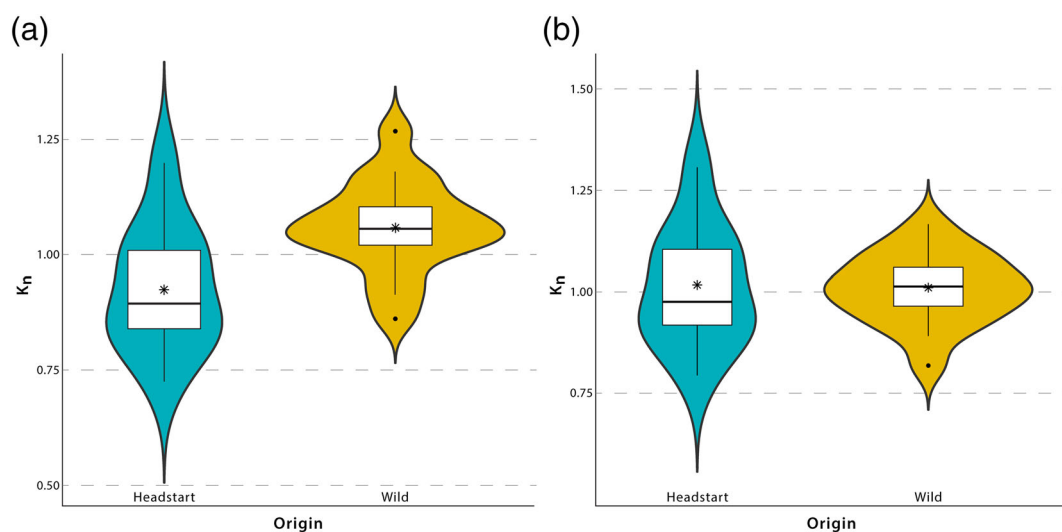 (a)
(b)
1.25
1.00
0.75
0.50
Kn
Headstart
Wild
Origin
1.50
1.25
1.00
0.75
Kn
Headstart
Wild
Origin